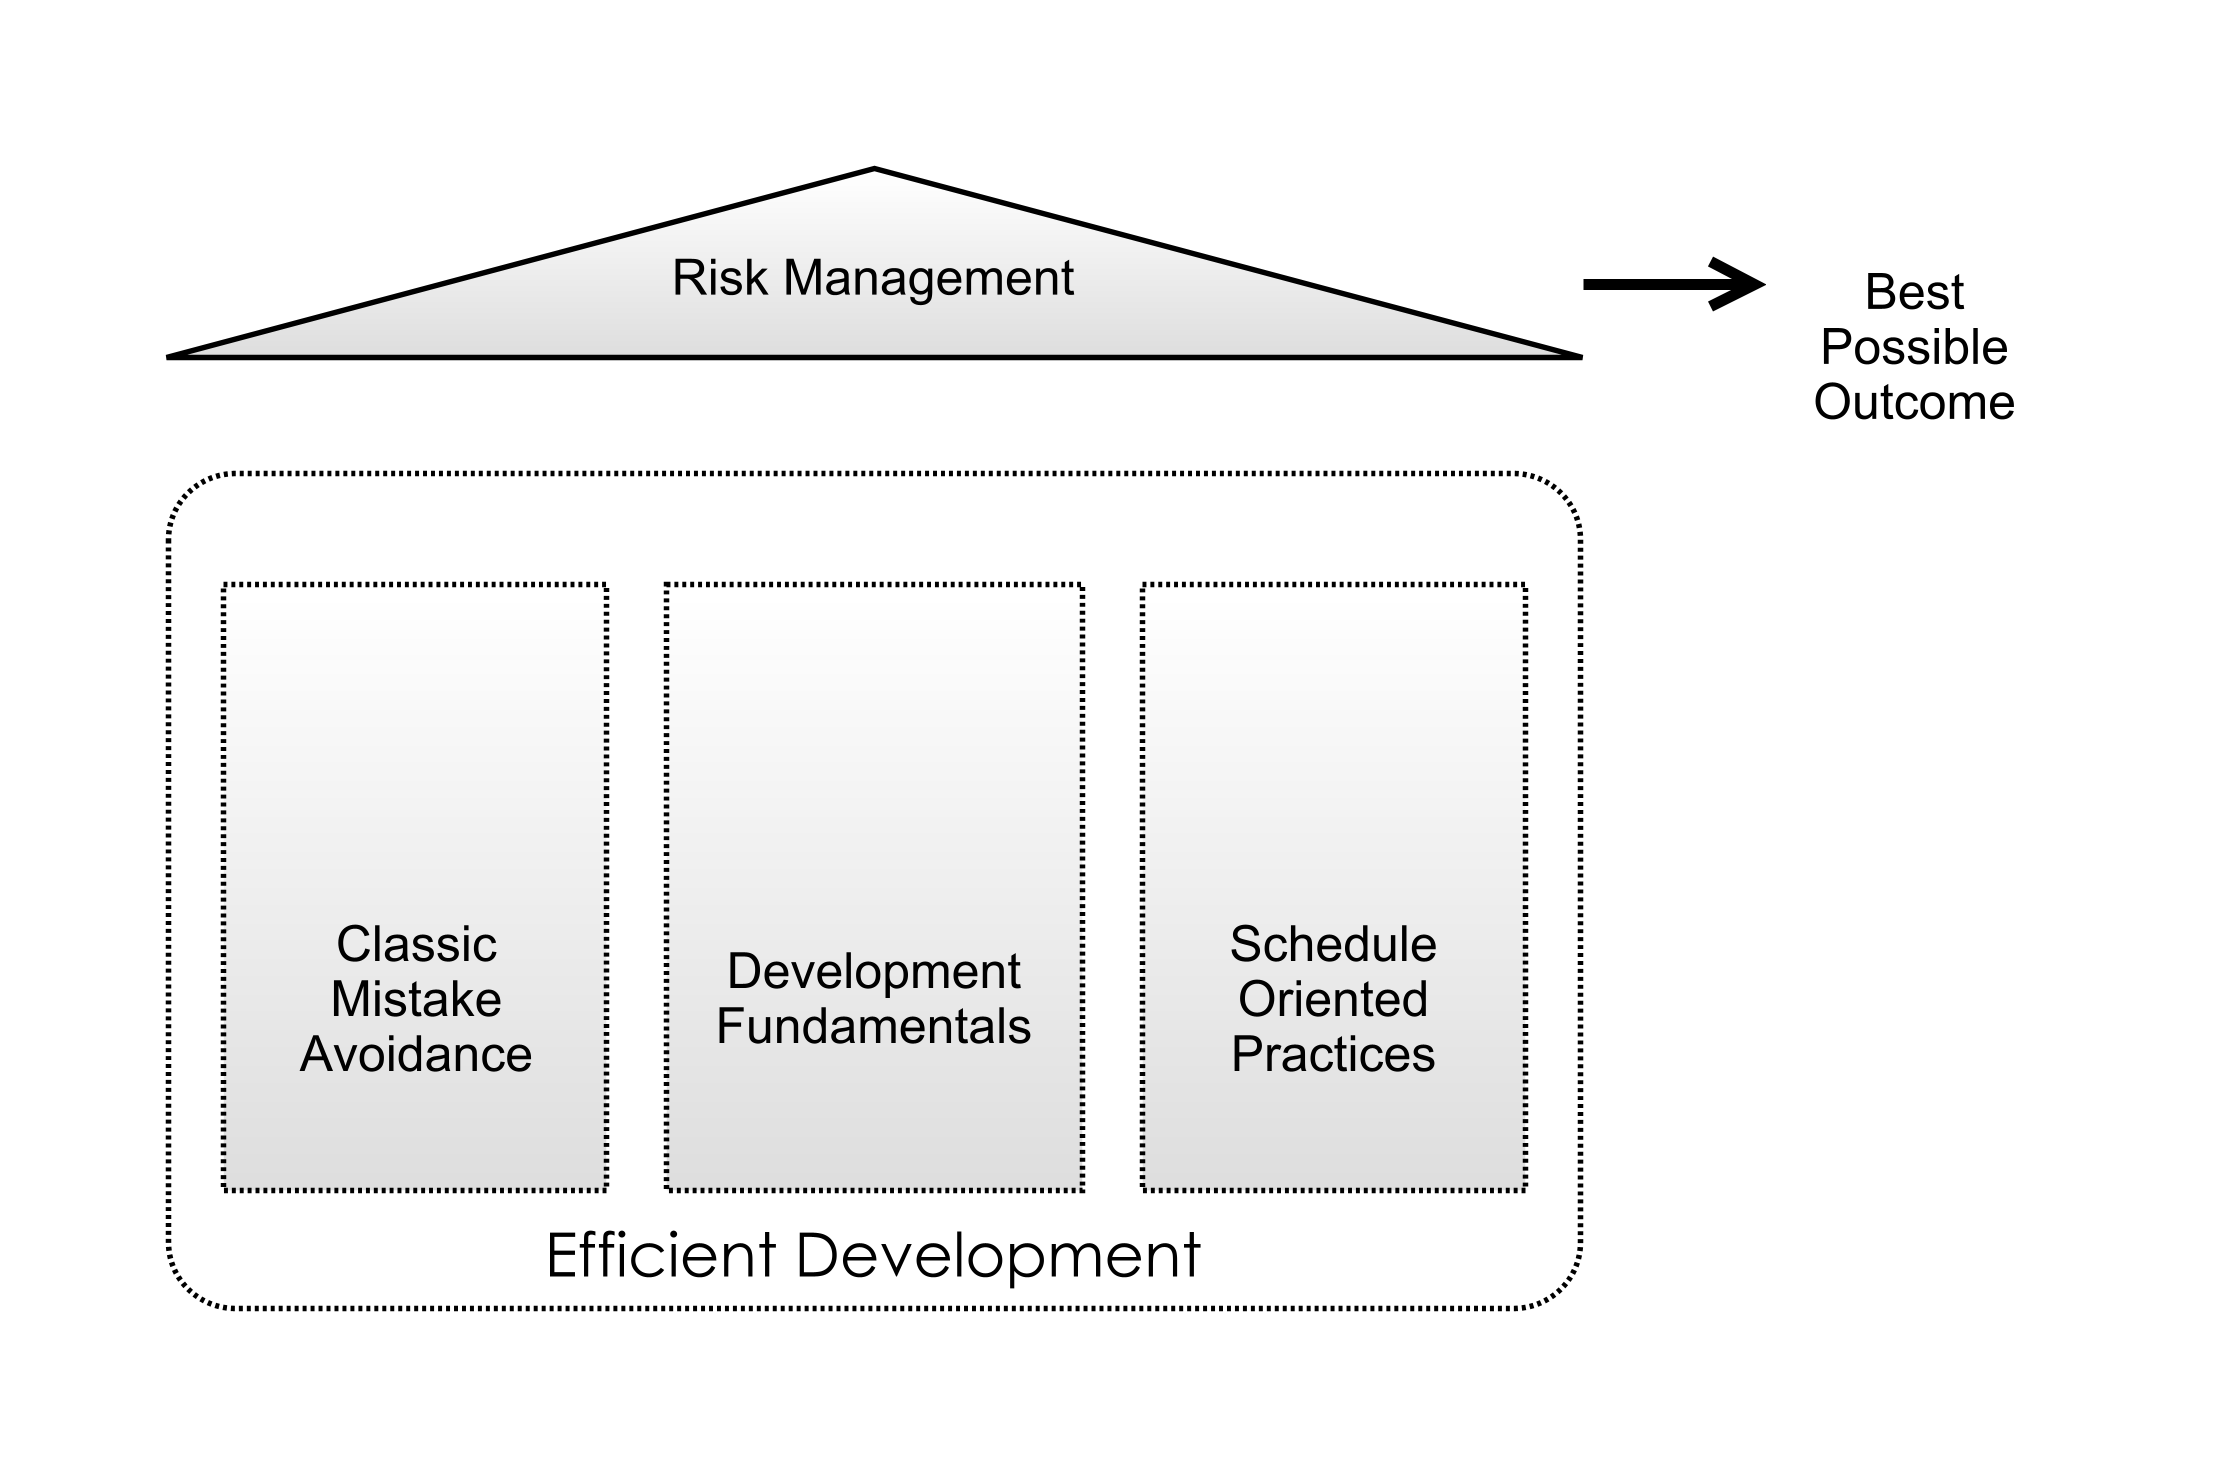 Risk Management
Best
Possible
Outcome
Classic
Mistake
Avoidance
Development
Fundamentals
Schedule
Oriented
Practices
Efficient Development